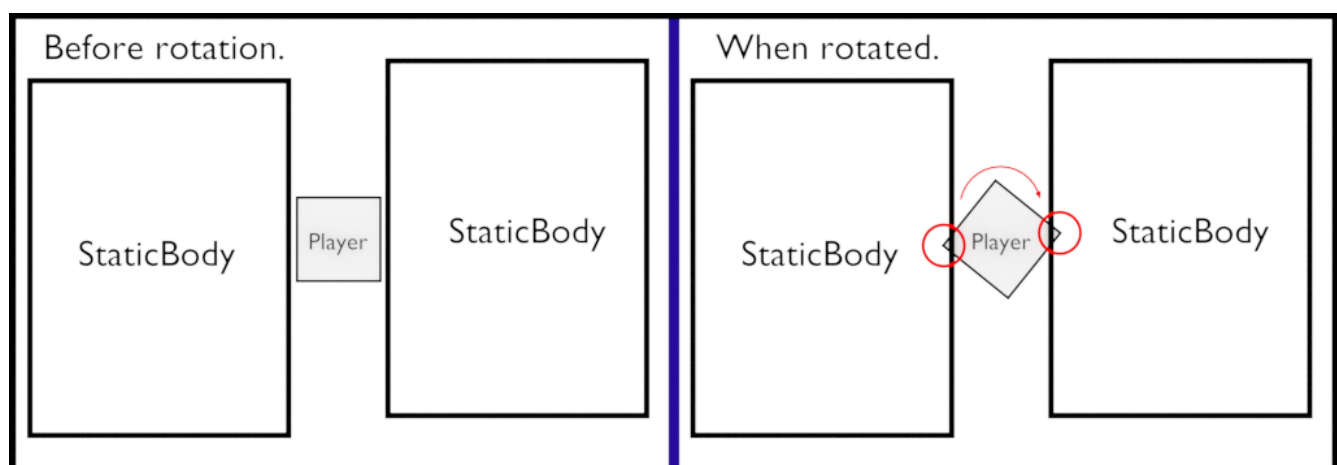 Before rotation.
StaticBody
Player
StaticBody
When rotated.
StaticBody
Player
StaticBody